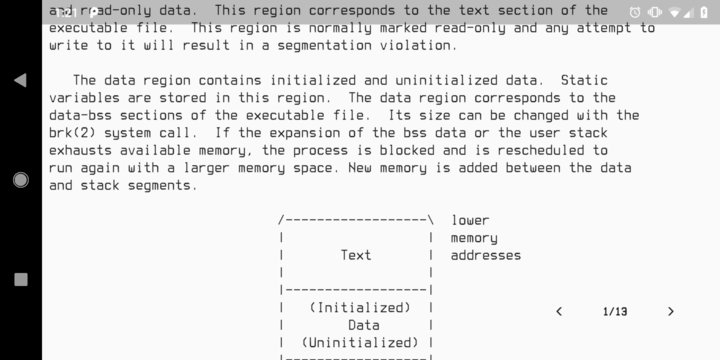 and read-only data.  This region corresponds to the text section of the
executable file.  This region is normally marked read-only and any attempt to
write to it will result in a segmentation violation.
The data region contains initialized and uninitialized data.  Static
variables are stored in this region.  The data region corresponds to the
data-bss sections of the executable file.  Its size can be changed with the
brk(2) system call.  If the expansion of the bss data or the user stack
exhausts available memory, the process is blocked and is rescheduled to
run again with a larger memory space. New memory is added between the data
and stack segments.
/------------------\  lower
|                  |  memory
|       Text       |  addresses
|                  |
|------------------|
|   (Initialized)  |
|        Data      |
|  (Uninitialized) |
|------------------|
< 1/13 >